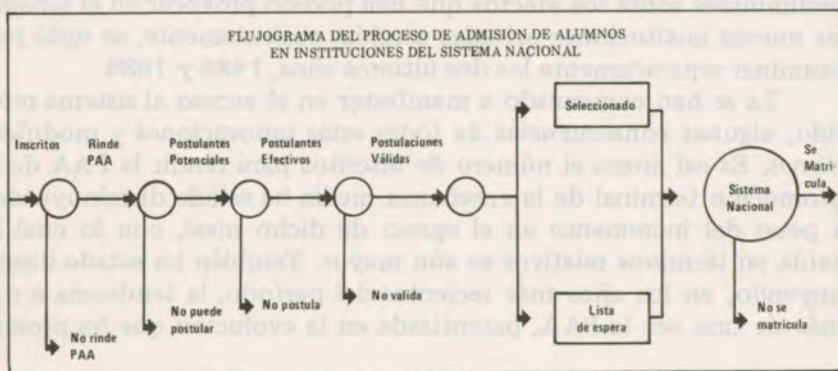 FLUJOGRAMA DEL PROCESO DE ADMISION DE ALUMNOS
EN INSTITUCIONES DEL SISTEMA NACIONAL
Inscritos
Rinde
PAA
Postulantes
Potenciales
Postulantes
Efectivos
Postulaciones
Válidas
Seleccionado
Se
Matri
cula
Sistema
Nacional
No rinde
PAA
No puede
postular
No postula
No valida
Lista
de espera
No se
matricula